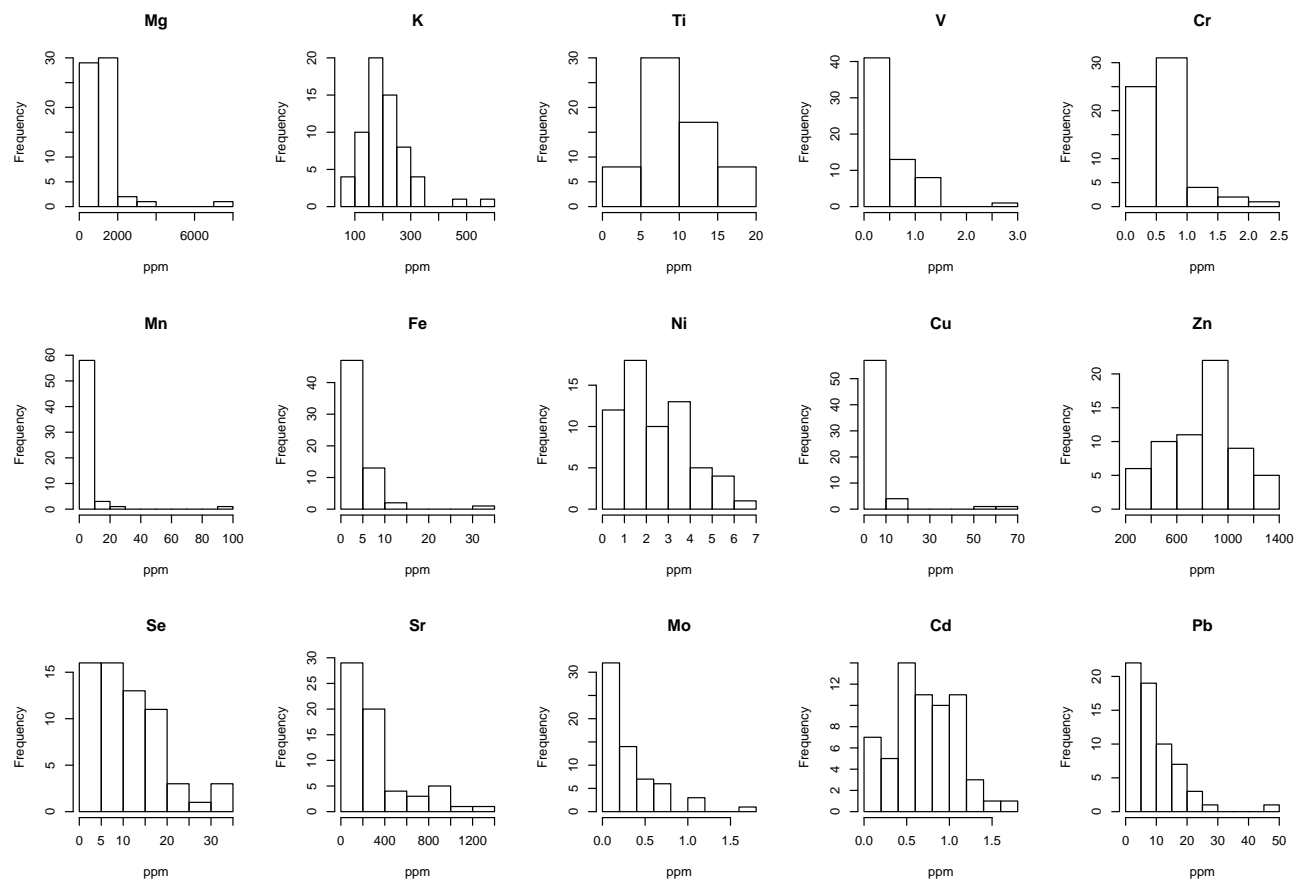 Mg K Ti V Cr
Frequency Frequency Frequency Frequency Frequency
0 5 10 20 30
0 5 10 15 20
0 5 10 20 30
0 10 20 30 40
0 5 10 20 30
0 2000 6000 100 300 500 0 5 10 15 20 0.0 1.0 2.0 3.0 0.0 0.5 1.0 1.5 2.0 2.5
ppm ppm ppm ppm ppm
Mn Fe Ni Cu Zn
Frequency Frequency Frequency Frequency Frequency
0 10 20 30 40 50 60
0 10 20 30 40
0 5 10 15
0 10 20 30 40 50
0 5 10 15 20
0 20 40 60 80 100 0 5 10 20 30 0 1 2 3 4 5 6 7 0 10 30 50 70 200 600 1000 1400
ppm ppm ppm ppm ppm
Se Sr Mo Cd Pb
Frequency Frequency Frequency Frequency Frequency
0 5 10 15
0 5 10 15 20 25 30
0 5 10 20 30
0 2 4 6 8 12
0 5 10 15 20
0 5 10 20 30 0 400 800 1200 0.0 0.5 1.0 1.5 0.0 0.5 1.0 1.5 0 10 20 30 40 50
ppm ppm ppm ppm ppm